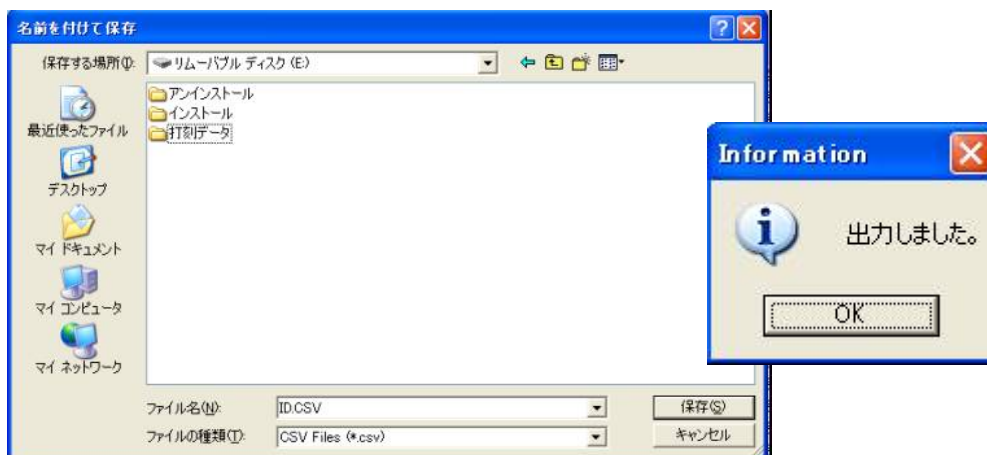 名前を付けて保存
保存する場所(I):
リムーバブル ディスク (E:)
アンインストール
インストール
打刻データ
最近使ったファイル
デスクトップ
マイ ドキュメント
マイ コンピュータ
マイ ネットワーク
ファイル名(N):
ID.CSV
保存(S)
ファイルの種類(T):
CSV Files (*.csv)
キャンセル
Information
出力しました。
OK